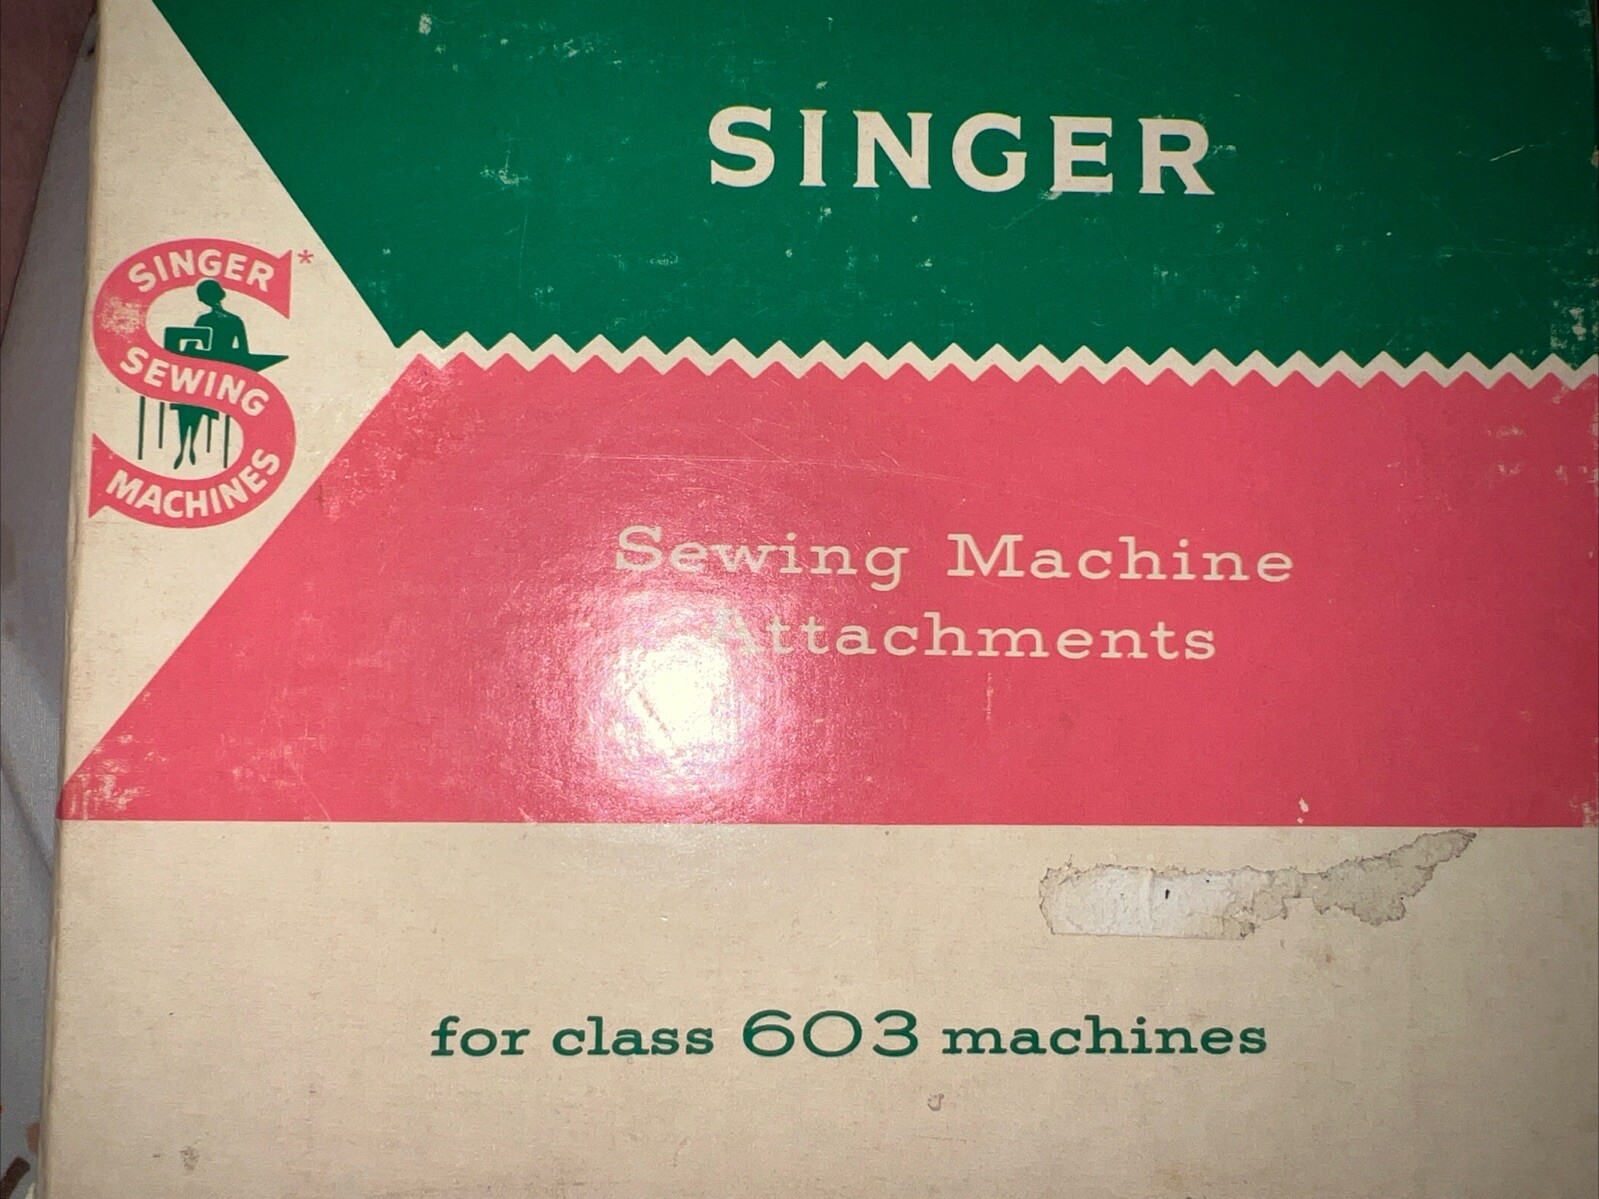 SINGER
SINGER*
SEWING
MACHINES
Sewing Machine
Attachments
for class 603 machines